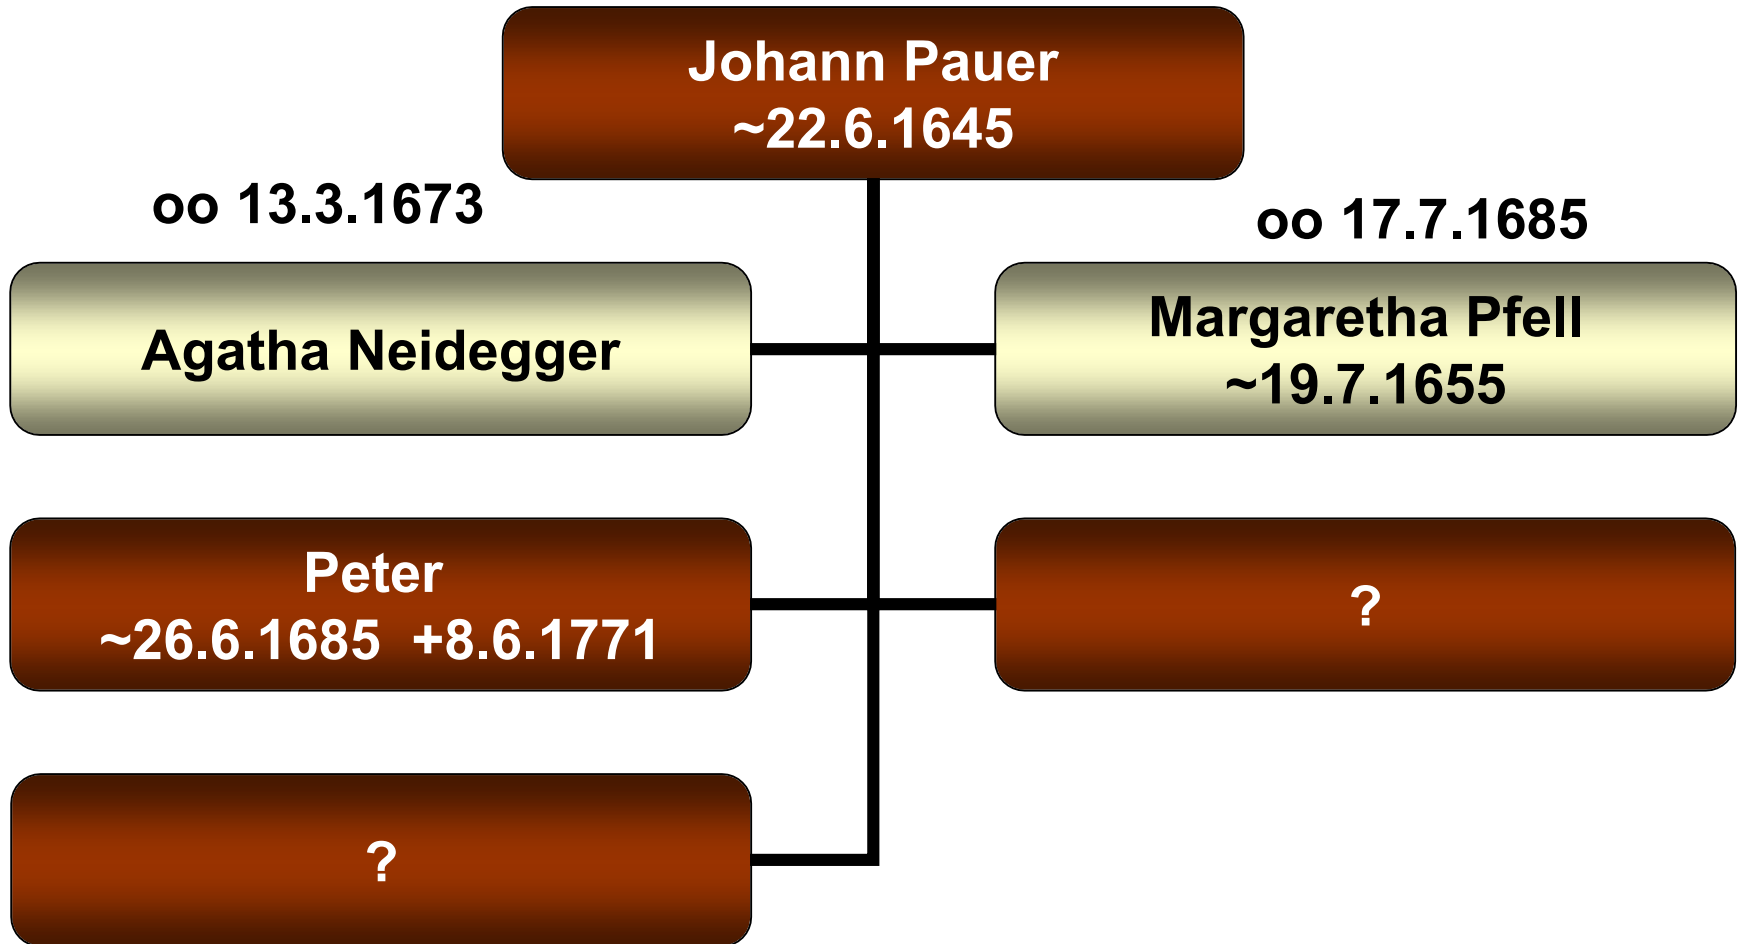 Johann Pauer
~22.6.1645
oo 13.3.1673
oo 17.7.1685
Agatha Neidegger
Margaretha Pfell
~19.7.1655
Peter
~26.6.1685  +8.6.1771
?
?